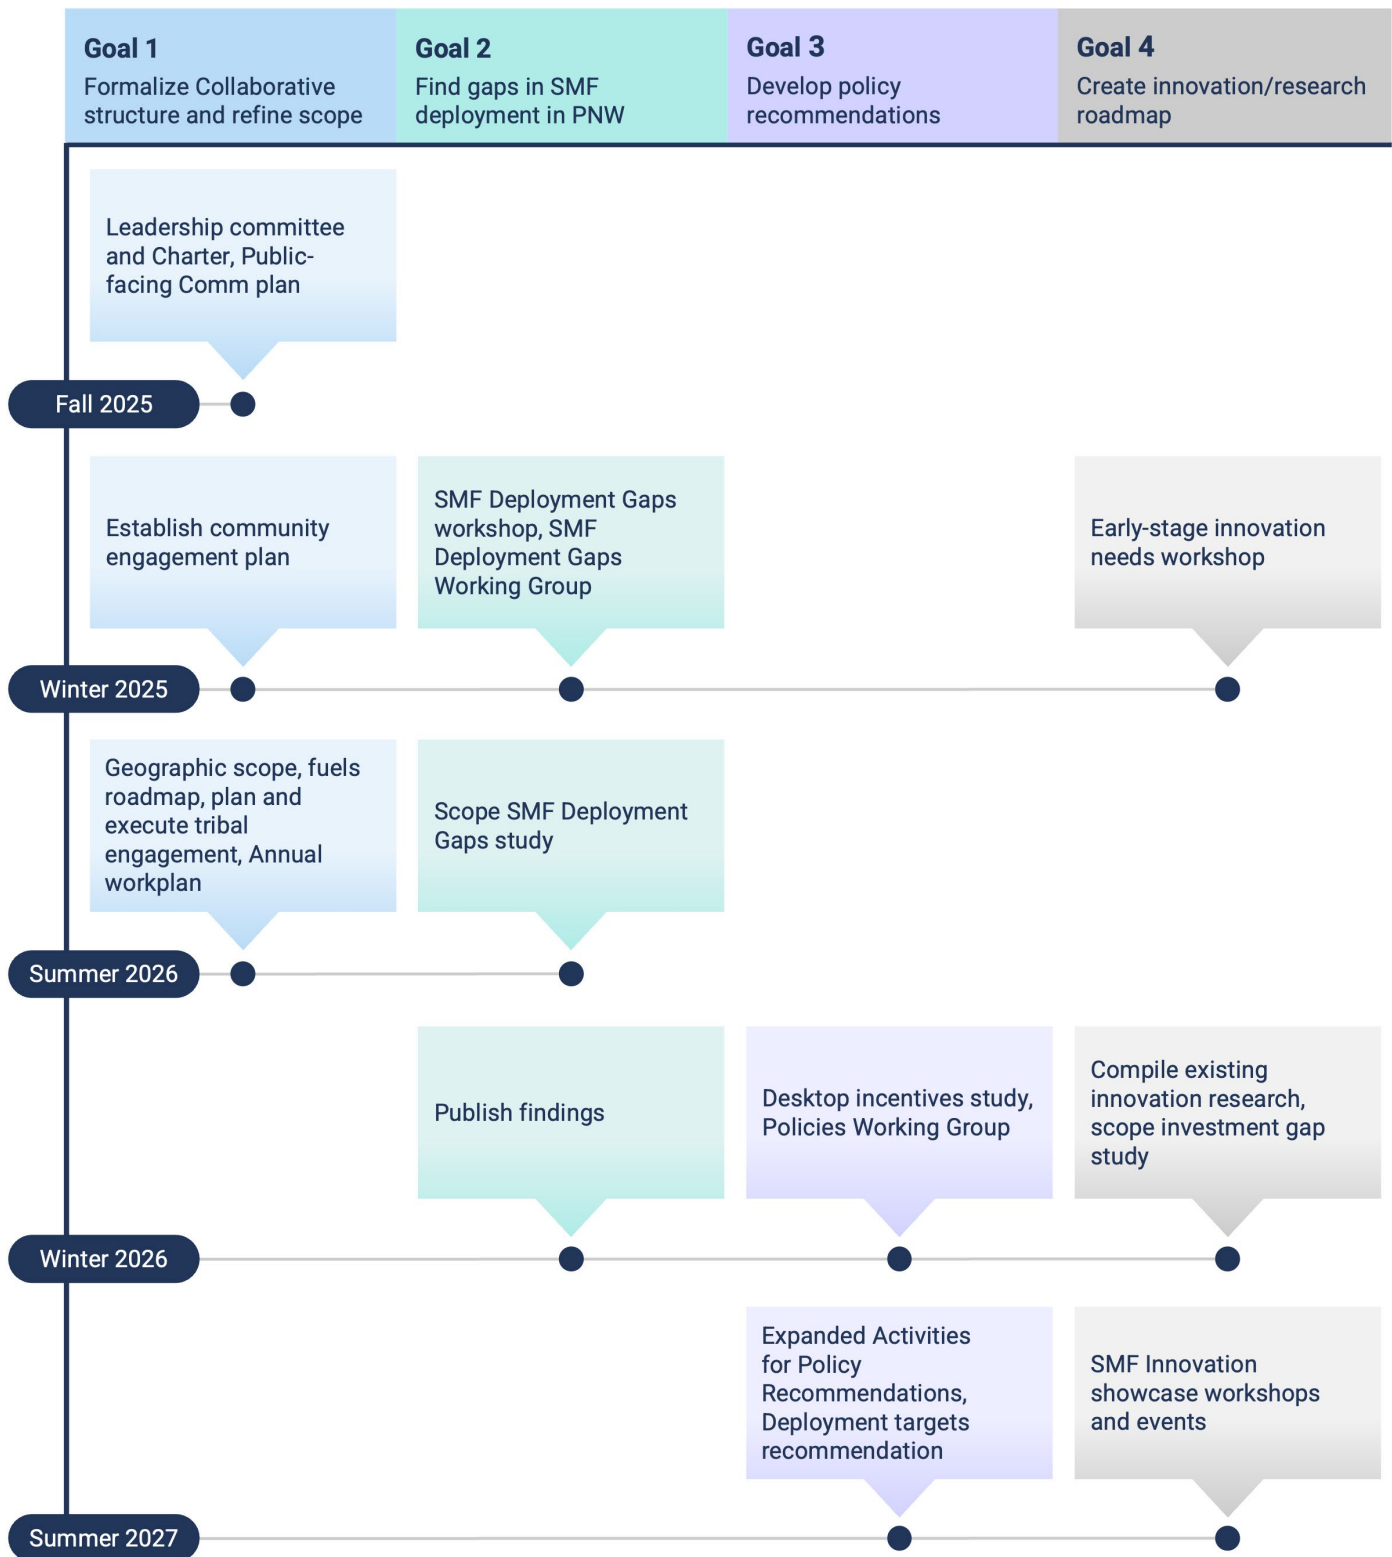 Goal 1
Formalize Collaborative
structure and refine scope
Goal 2
Find gaps in SMF
deployment in PNW
Goal 3
Develop policy
recommendations
Goal 4
Create innovation/research
roadmap
Leadership committee
and Charter, Public-
facing Comm plan
Fall 2025
Establish community
engagement plan
SMF Deployment Gaps
workshop, SMF
Deployment Gaps
Working Group
Early-stage innovation
needs workshop
Winter 2025
Geographic scope, fuels
roadmap, plan and
execute tribal
engagement, Annual
workplan
Scope SMF Deployment
Gaps study
Summer 2026
Publish findings
Desktop incentives study,
Policies Working Group
Compile existing
innovation research,
scope investment gap
study
Winter 2026
Expanded Activities
for Policy
Recommendations,
Deployment targets
recommendation
SMF Innovation
showcase workshops
and events
Summer 2027